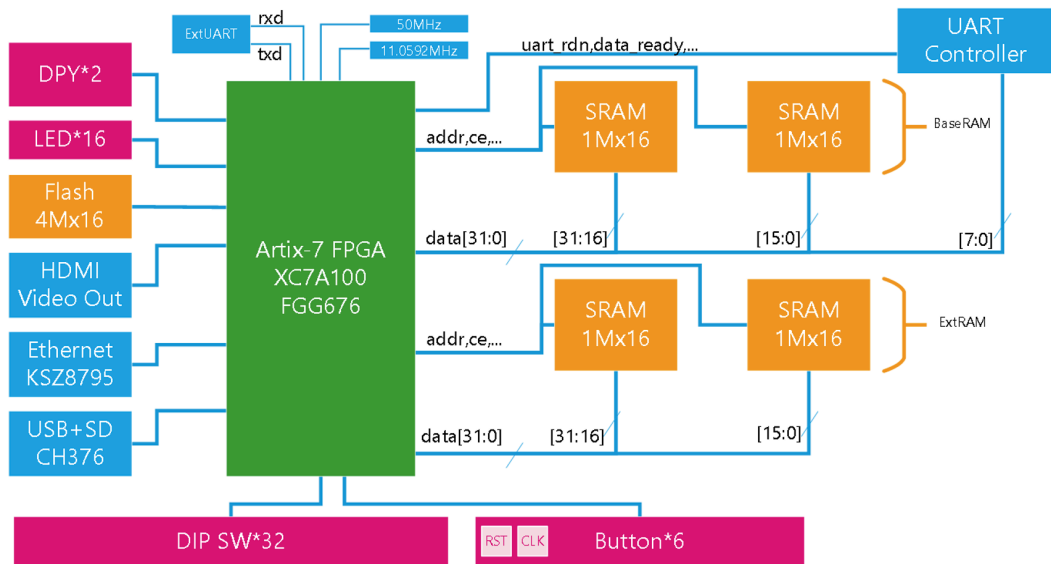 ExtUART
rxd
txd
50MHz
11.0592MHz
uart_rdn,data_ready,...
UART
Controller
DPY*2
LED*16
Flash
4Mx16
HDMI
Video Out
Ethernet
KSZ8795
USB+SD
CH376
Artix-7 FPGA
XC7A100
FGG676
addr,ce,...
SRAM
1Mx16
SRAM
1Mx16
BaseRAM
data[31:0]
[31:16]
[15:0]
[7:0]
addr,ce,...
SRAM
1Mx16
SRAM
1Mx16
ExtRAM
data[31:0]
[31:16]
[15:0]
DIP SW*32
RST
CLK
Button*6